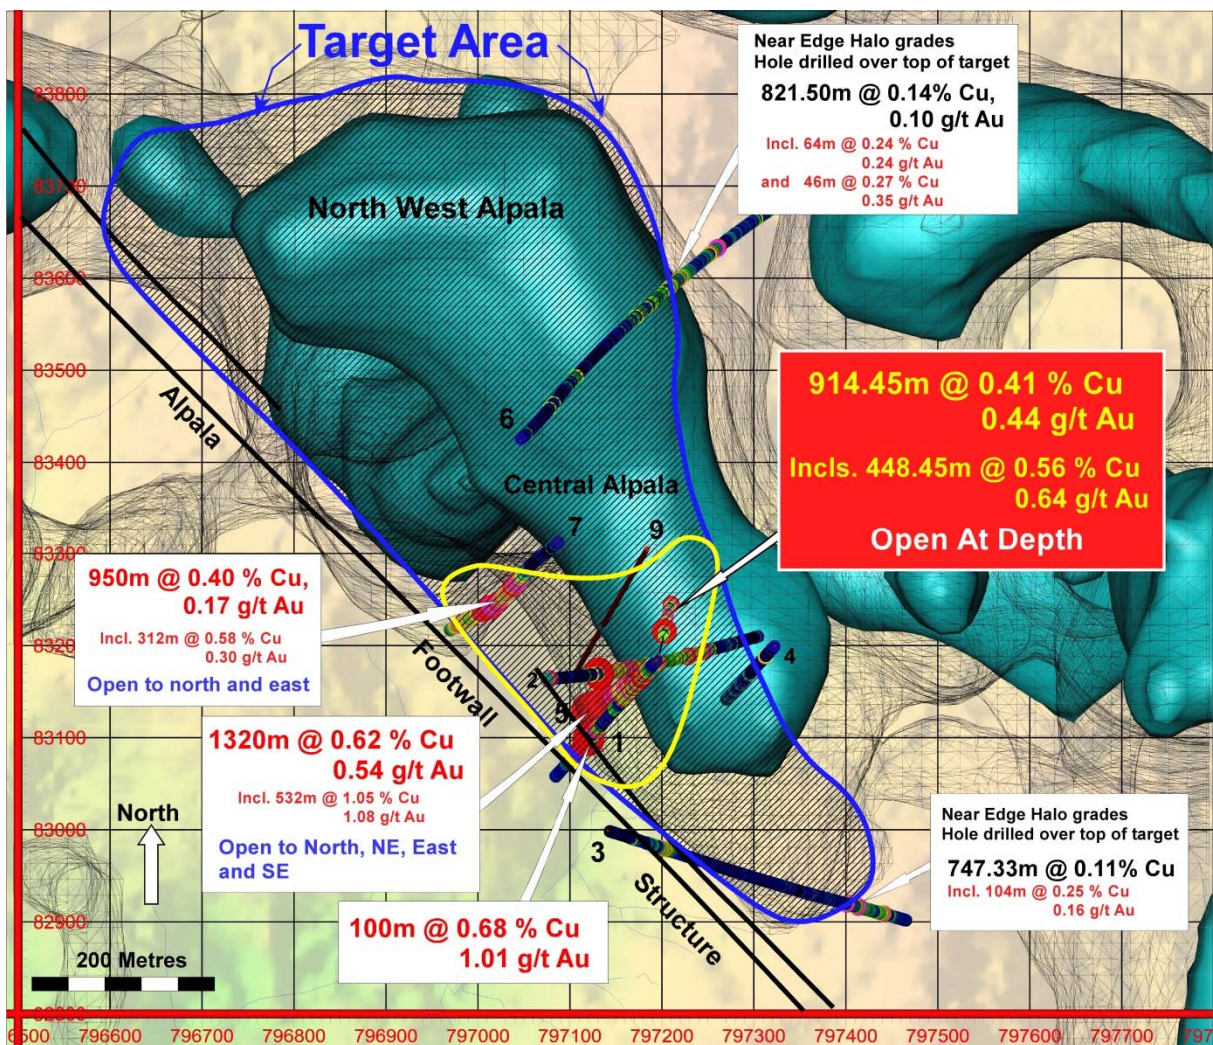 Target Area
Near Edge Halo grades
Hole drilled over top of target
821.50m @ 0.14% Cu,
0.10 g/t Au
Incl. 64m @ 0.24 % Cu
0.24 g/t Au
and 46m @ 0.27 % Cu
0.35 g/t Au
83800
North West Alpala
83600
83500
914.45m @ 0.41 % Cu
0.44 g/t Au
Incls. 448.45m @ 0.56 % Cu
0.64 g/t Au
Open At Depth
Alpala
6
83400
Central Alpala
7
9
83300
950m @ 0.40 % Cu,
0.17 g/t Au
Incl. 312m @ 0.58 % Cu
0.30 g/t Au
Open to north and east
83200
Footwall
2
4
5
1
83100
1320m @ 0.62 % Cu
0.54 g/t Au
Incl. 532m @ 1.05 % Cu
1.08 g/t Au
Open to North, NE, East
and SE
North
83000
3
Near Edge Halo grades
Hole drilled over top of target
747.33m @ 0.11% Cu
Incl. 104m @ 0.25 % Cu
0.16 g/t Au
Structure
100m @ 0.68 % Cu
1.01 g/t Au
82900
200 Metres
796600 796700 796800 796900 797000 797100 797200 797300 797400 797500 797600 797700